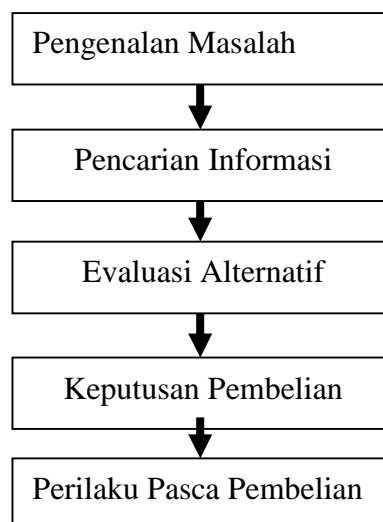 Pengenalan Masalah
Pencarian Informasi
Evaluasi Alternatif
Keputusan Pembelian
Perilaku Pasca Pembelian